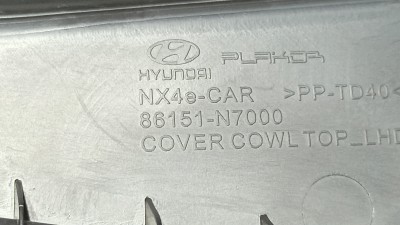 HYUNDAI PLAKOR
NX4e-CAR >PP-TD40<
86151-N7000
COVER COWL TOP_LHD